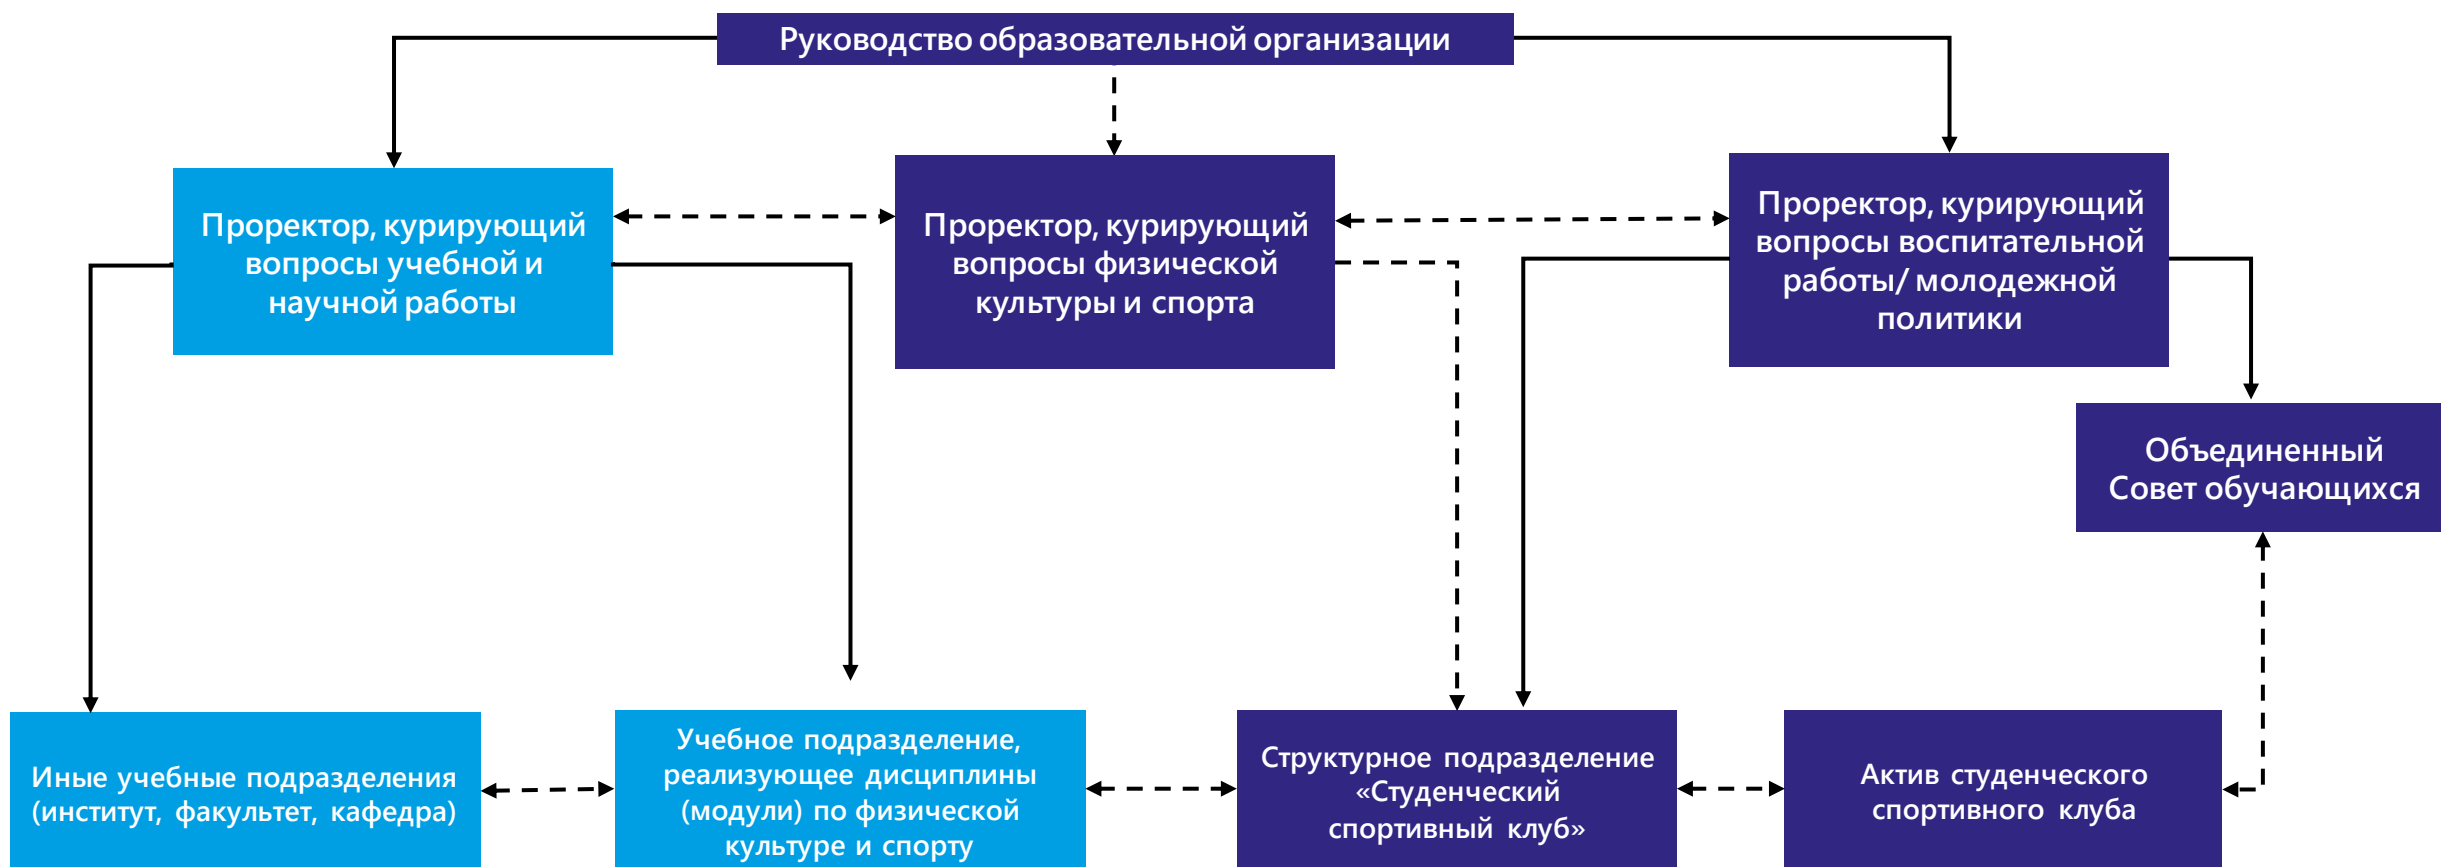 Руководство образовательной организации
Проректор, курирующий
вопросы учебной и
научной работы
Проректор, курирующий
вопросы физической
культуры и спорта
Проректор, курирующий
вопросы воспитательной
работы/ молодежной
политики
Объединенный
Совет обучающихся
Иные учебные подразделения
(институт, факультет, кафедра)
Учебное подразделение,
реализующее дисциплины
(модули) по физической
культуре и спорту
Структурное подразделение
«Студенческий
спортивный клуб»
Актив студенческого
спортивного клуба